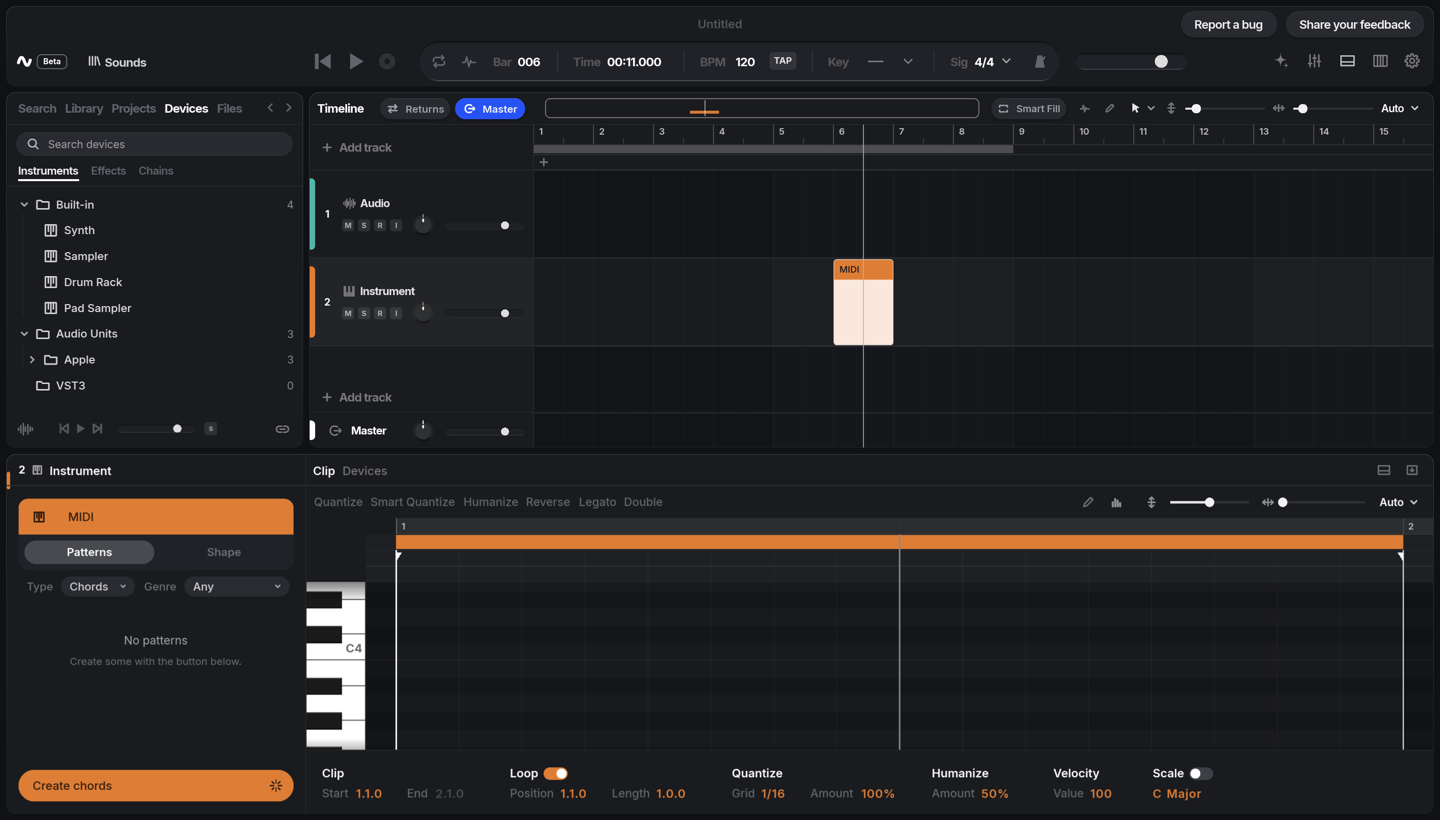 Untitled
Report a bug
Share your feedback
Beta
Sounds
Bar 006
Time 00:11.000
BPM 120 TAP
Key —
Sig 4/4
Search Library Projects Devices Files
Timeline
Returns
Master
Smart Fill
Auto
Search devices
1 2 3 4 5 6 7 8 9 10 11 12 13 14 15
+ Add track
+
Instruments Effects Chains
Built-in 4
Synth
Sampler
Drum Rack
Pad Sampler
Audio Units 3
Apple 3
VST3 0
S
1 Audio
M S R I
2 Instrument
M S R I
MIDI
+ Add track
Master
2 Instrument
Clip Devices
MIDI
Quantize Smart Quantize Humanize Reverse Legato Double
Auto
1 2
Patterns Shape
Type Chords Genre Any
No patterns
Create some with the button below.
C4
Create chords
Clip
Start 1.1.0 End 2.1.0
Loop
Position 1.1.0 Length 1.0.0
Quantize
Grid 1/16 Amount 100%
Humanize
Amount 50%
Velocity
Value 100
Scale
C Major